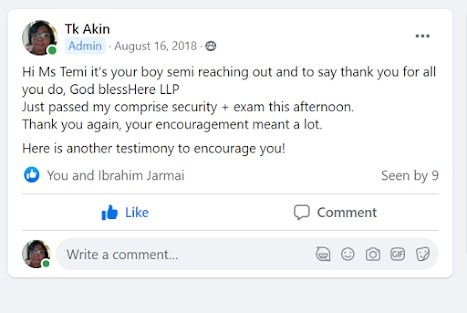 Tk Akin
Admin · August 16, 2018 ·
Hi Ms Temi it's your boy semi reaching out and to say thank you for all
you do, God blessHere LLP
Just passed my comprise security + exam this afternoon.
Thank you again, your encouragement meant a lot.
Here is another testimony to encourage you!
You and Ibrahim Jarmai Seen by 9
Like Comment
Write a comment... GIF